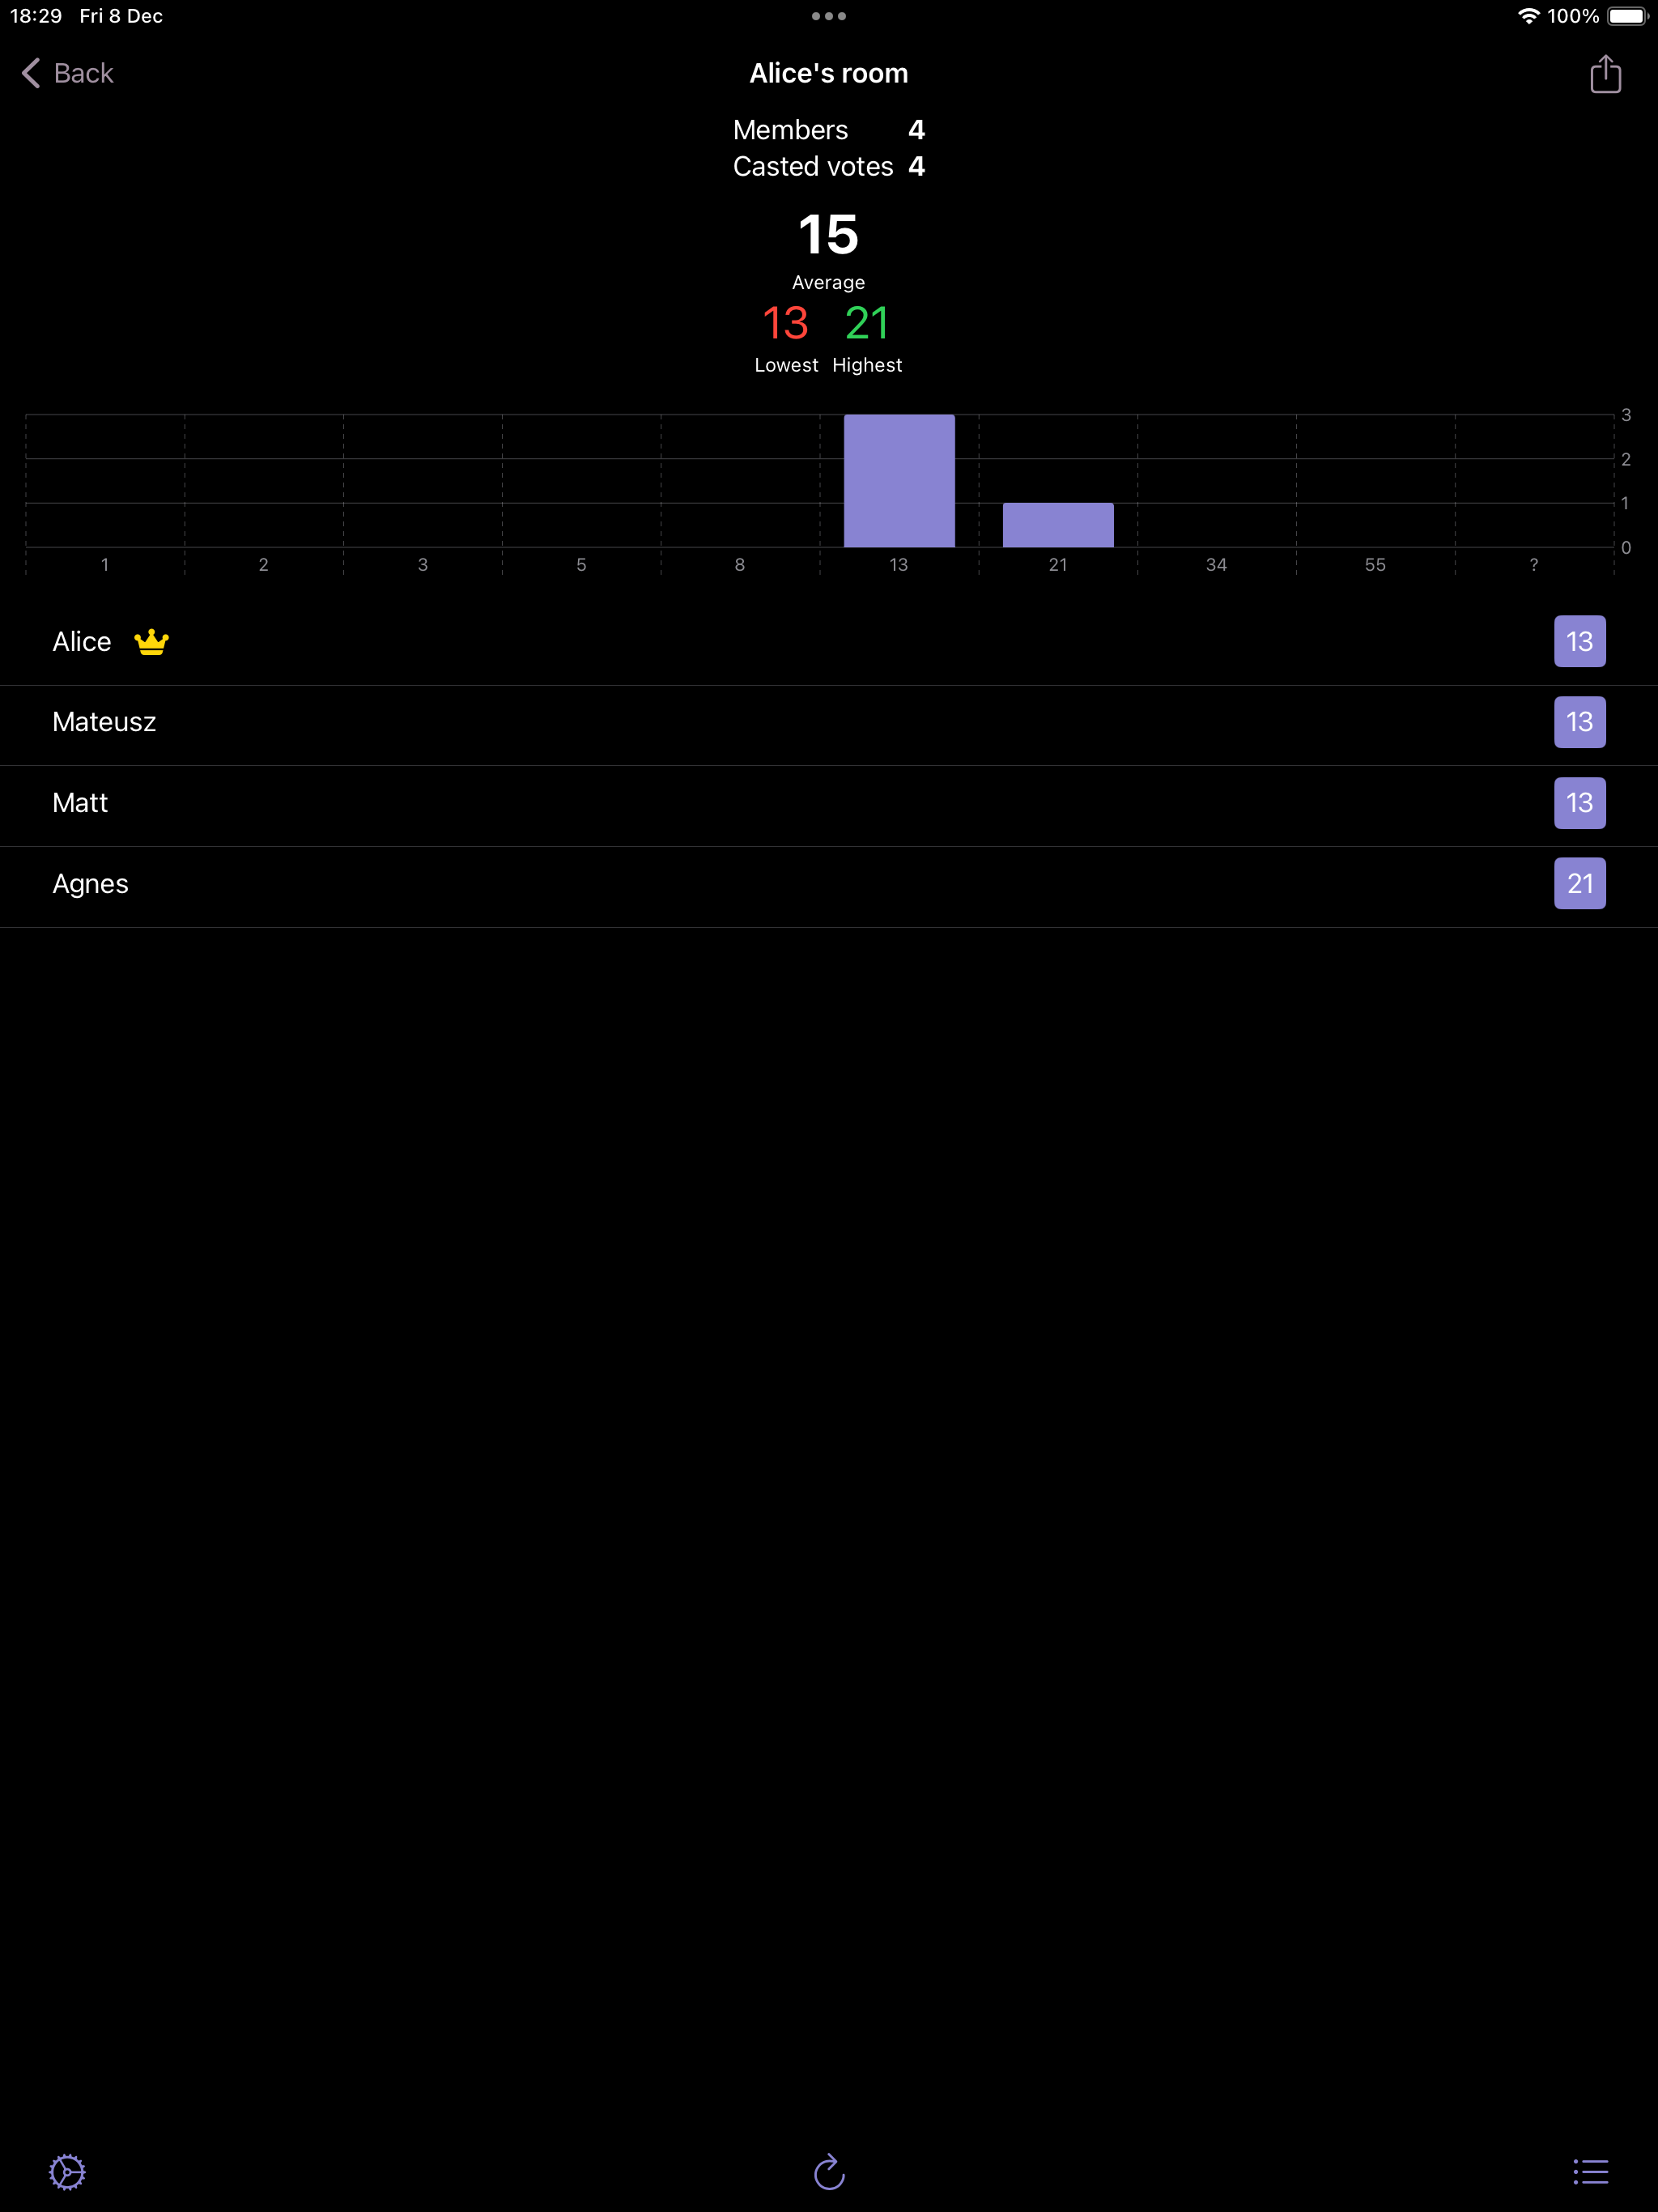 18:29 Fri 8 Dec 100%
Back Alice's room
Members 4
Casted votes 4
15
Average
13 21
Lowest Highest
3
2
1
0
1 2 3 5 8 13 21 34 55 ?
Alice 13
Mateusz 13
Matt 13
Agnes 21